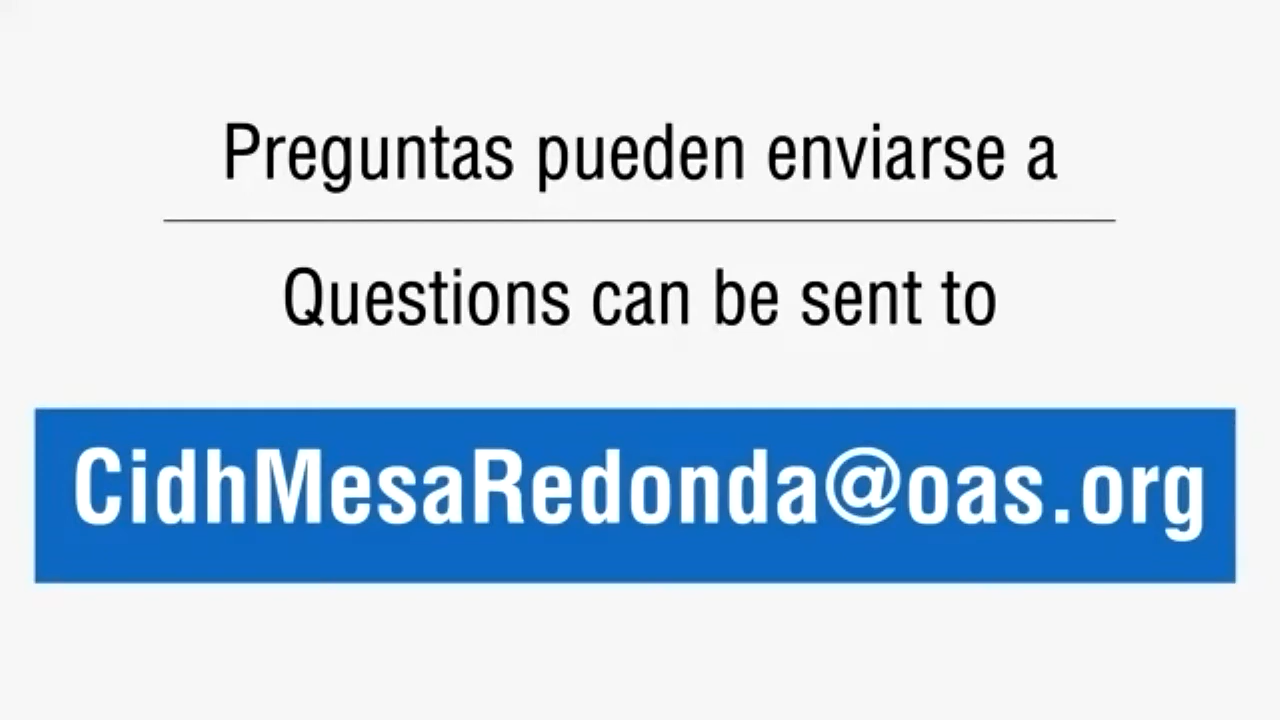 Preguntas pueden enviarse a
Questions can be sent to
CidhMesaRedonda@oas.org